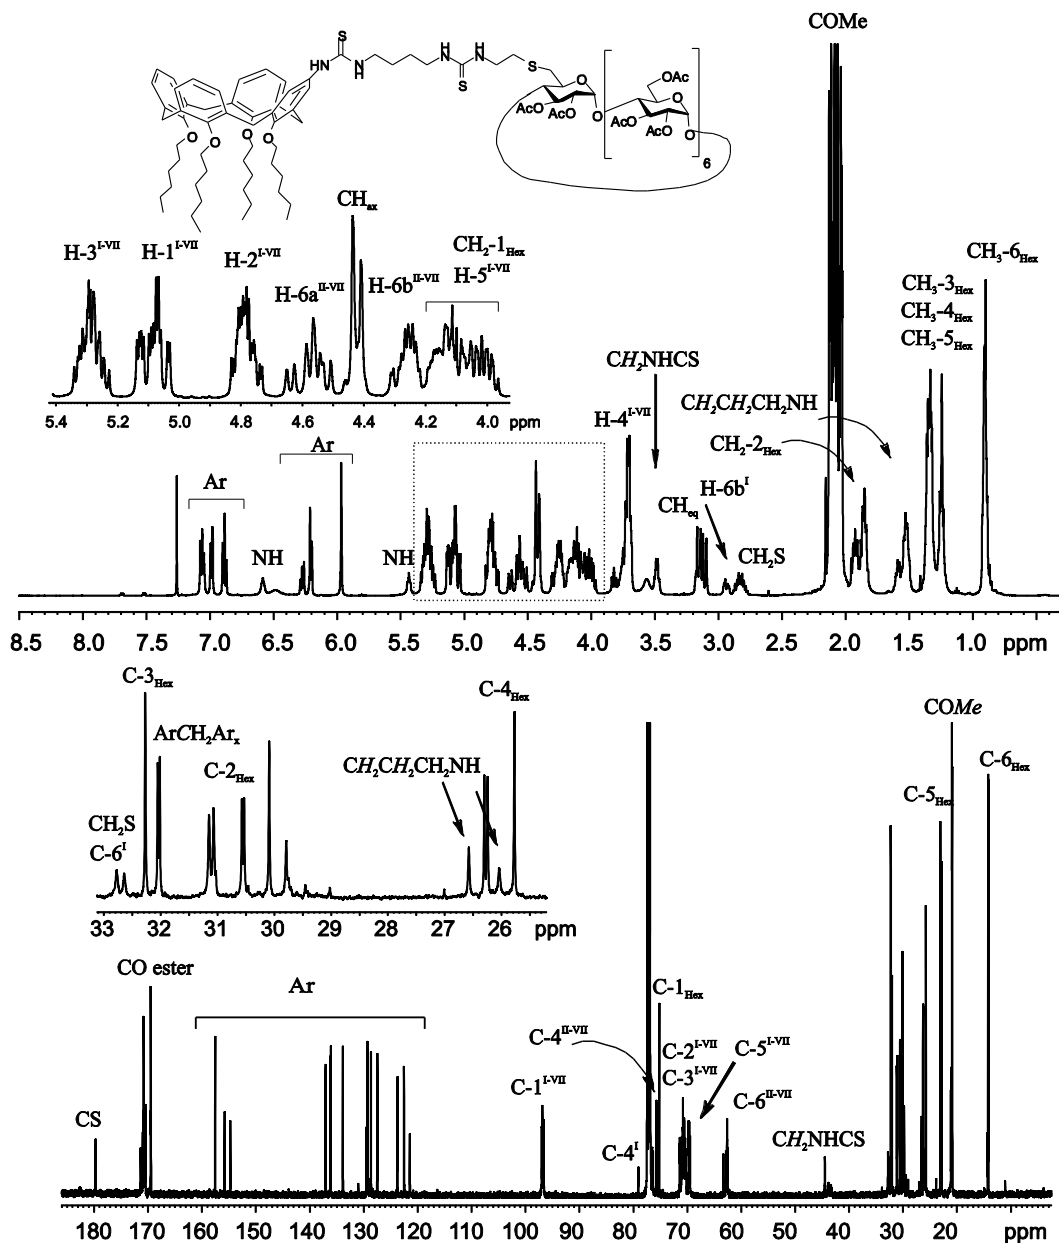 COMe
S
HN
N
H
H
N
S
H
N
S
O
AcO
AcO
O
OAc
O
AcO
AcO
O
6
O
O
O
O
CHax
H-3I-VII
H-1I-VII
H-2I-VII
H-6aII-VII
H-6bII-VII
CH2-1Hex
H-5I-VII
CH3-6Hex
CH3-3Hex
CH3-4Hex
CH3-5Hex
CH2NHCS
CH2CH2CH2NH
H-4I-VII
CH2-2Hex
5.4 5.2 5.0 4.8 4.6 4.4 4.2 4.0 ppm
Ar
Ar
H-6bI
CHeq
NH
NH
CH2S
8.5 8.0 7.5 7.0 6.5 6.0 5.5 5.0 4.5 4.0 3.5 3.0 2.5 2.0 1.5 1.0 ppm
C-3Hex
C-4Hex
ArCH2Arx
COMe
C-2Hex
CH2CH2CH2NH
C-6Hex
C-5Hex
CH2S
C-6I
33 32 31 30 29 28 27 26 ppm
CO ester
Ar
C-1Hex
C-4II-VII
C-2I-VII
C-5I-VII
C-3I-VII
C-1I-VII
C-6II-VII
CS
C-4I
CH2NHCS
180 170 160 150 140 130 120 110 100 90 80 70 60 50 40 30 20 ppm